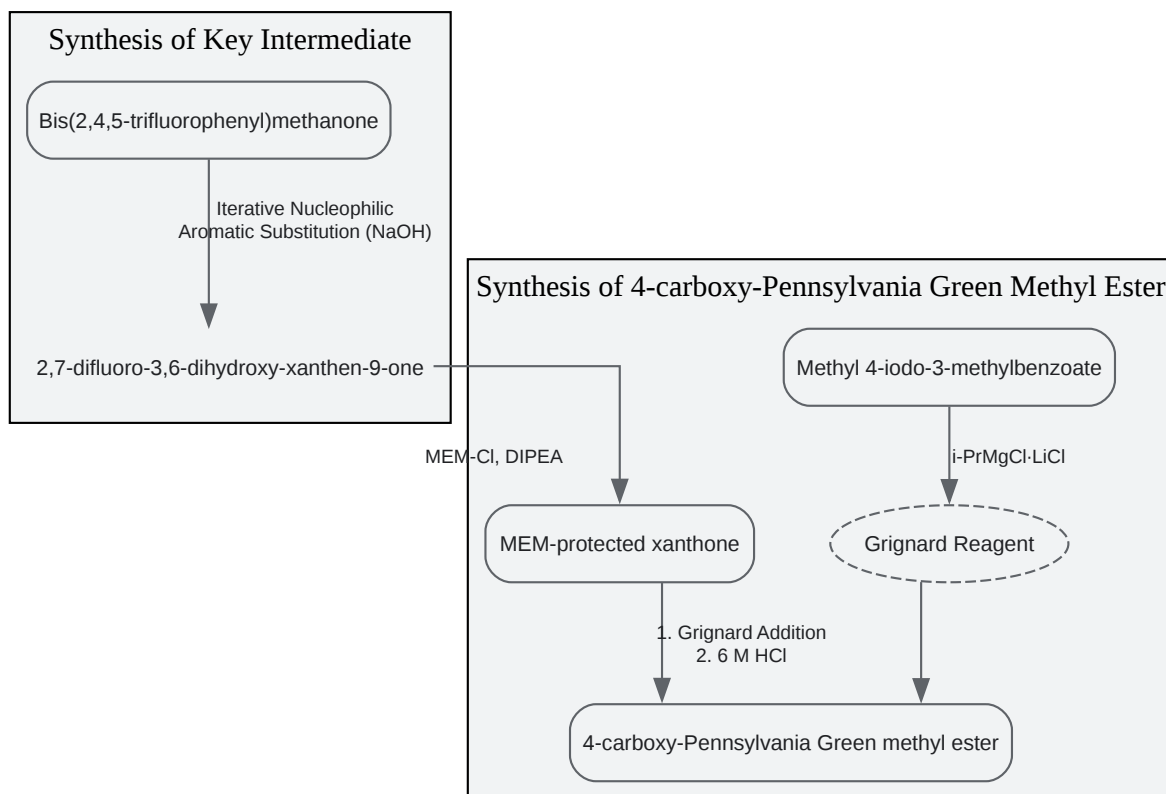 Synthesis of Key Intermediate
Bis(2,4,5-trifluorophenyl)methanone
Iterative Nucleophilic
Aromatic Substitution (NaOH)
2,7-difluoro-3,6-dihydroxy-xanthen-9-one
Synthesis of 4-carboxy-Pennsylvania Green Methyl Ester
Methyl 4-iodo-3-methylbenzoate
MEM-Cl, DIPEA
i-PrMgCl·LiCl
MEM-protected xanthone
Grignard Reagent
1. Grignard Addition
2. 6 M HCl
4-carboxy-Pennsylvania Green methyl ester